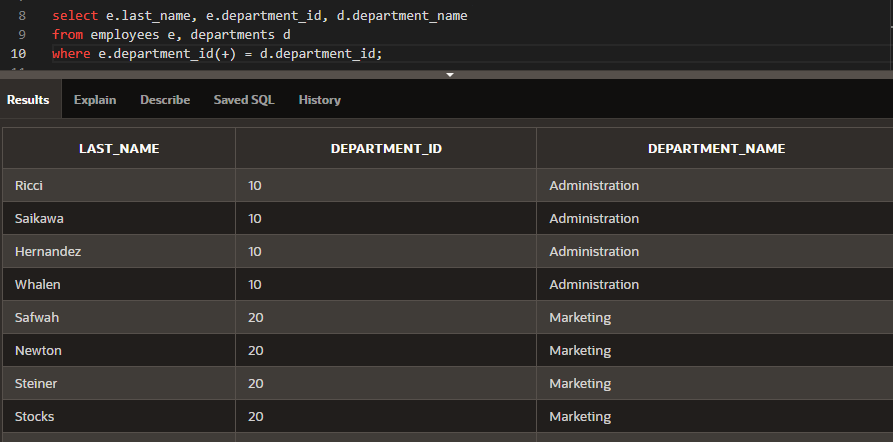 8 select e.last_name, e.department_id, d.department_name
9 from employees e, departments d
10 where e.department_id(+) = d.department_id;
Results Explain Describe Saved SQL History
LAST_NAME DEPARTMENT_ID DEPARTMENT_NAME
Ricci 10 Administration
Saikawa 10 Administration
Hernandez 10 Administration
Whalen 10 Administration
Safwah 20 Marketing
Newton 20 Marketing
Steiner 20 Marketing
Stocks 20 Marketing